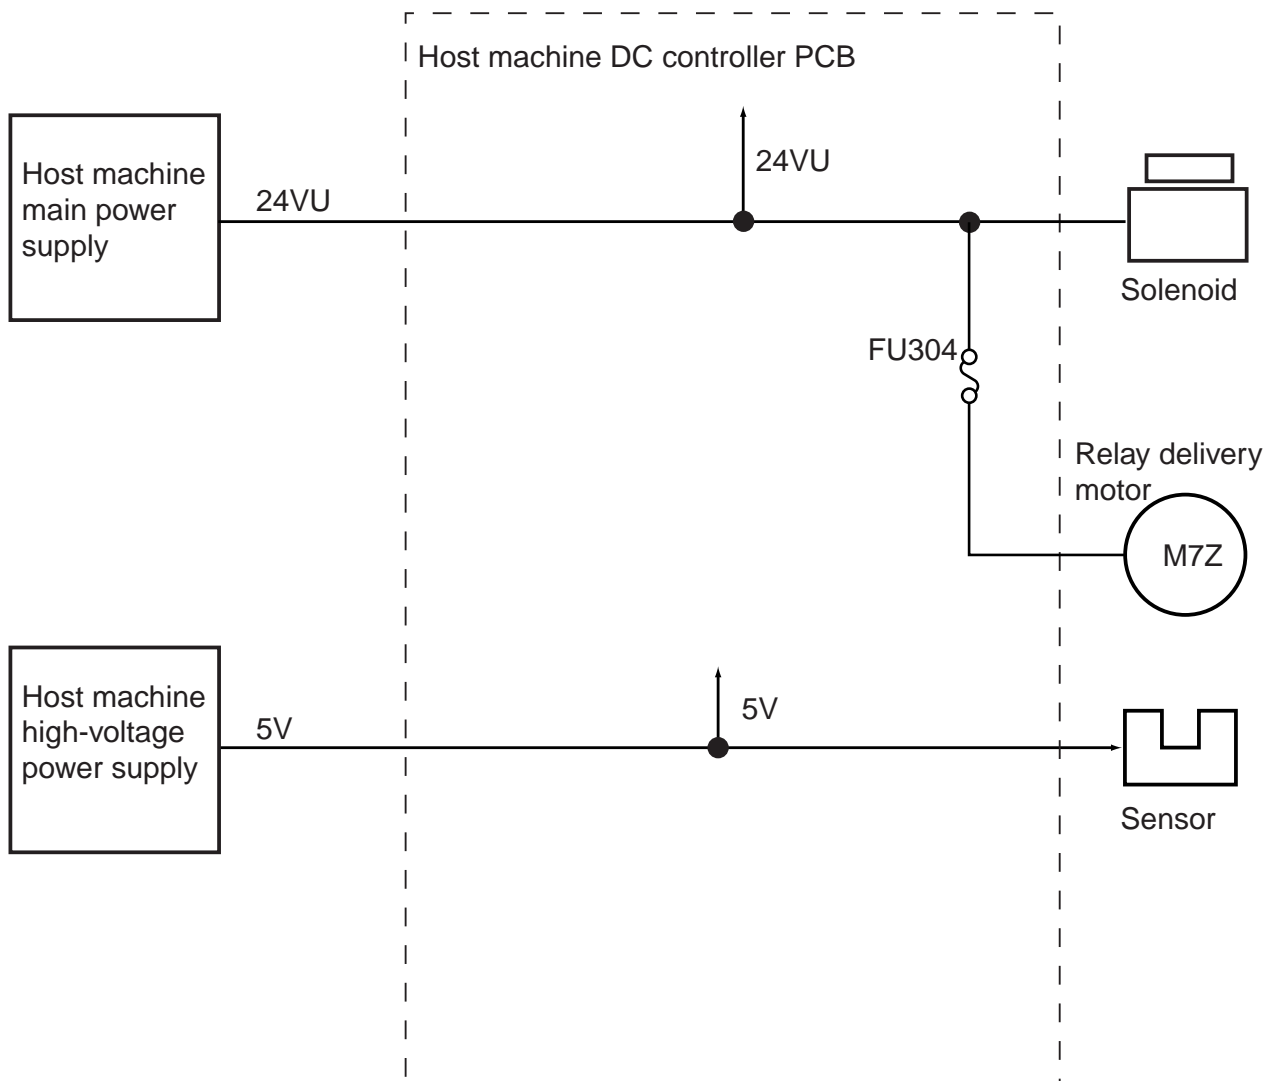 Host machine DC controller PCB
Host machine
main power
supply
24VU
24VU
Solenoid
FU304
Relay delivery
motor
M7Z
Host machine
high-voltage
power supply
5V
5V
Sensor